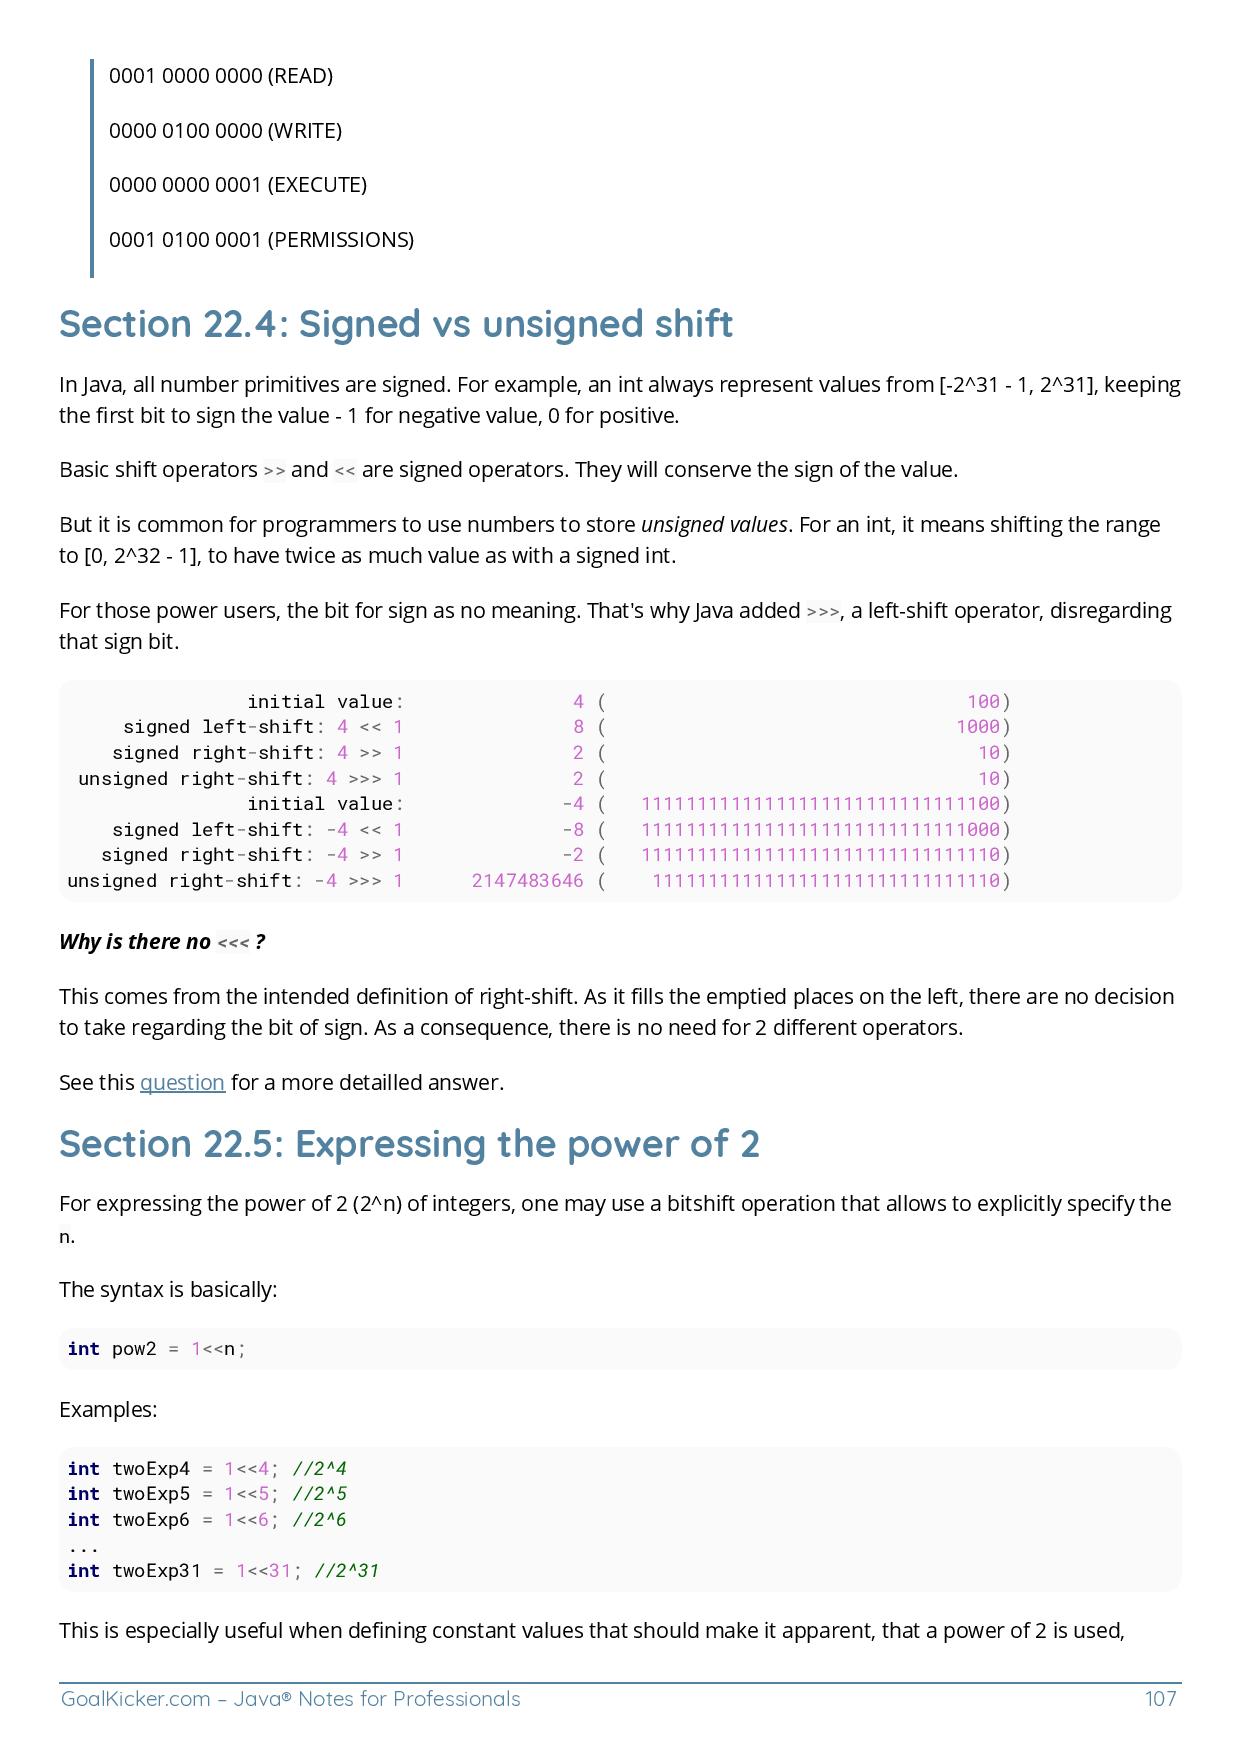 0001 0000 0000 (READ)
0000 0100 0000 (WRITE)
0000 0000 0001 (EXECUTE)
0001 0100 0001 (PERMISSIONS)
Section 22.4: Signed vs unsigned shift
In Java, all number primitives are signed. For example, an int always represent values from [-2^31 - 1, 2^31], keeping
the first bit to sign the value - 1 for negative value, 0 for positive.
Basic shift operators >> and << are signed operators. They will conserve the sign of the value.
But it is common for programmers to use numbers to store unsigned values. For an int, it means shifting the range
to [0, 2^32 - 1], to have twice as much value as with a signed int.
For those power users, the bit for sign as no meaning. That's why Java added >>>, a left-shift operator, disregarding
that sign bit.
initial value: 4 ( 100)
signed left-shift: 4 << 1 8 ( 1000)
signed right-shift: 4 >> 1 2 ( 10)
unsigned right-shift: 4 >>> 1 2 ( 10)
initial value: -4 ( 11111111111111111111111111111100)
signed left-shift: -4 << 1 -8 ( 11111111111111111111111111111000)
signed right-shift: -4 >> 1 -2 ( 11111111111111111111111111111110)
unsigned right-shift: -4 >>> 1 2147483646 ( 1111111111111111111111111111110)
Why is there no <<< ?
This comes from the intended definition of right-shift. As it fills the emptied places on the left, there are no decision
to take regarding the bit of sign. As a consequence, there is no need for 2 different operators.
See this question for a more detailled answer.
Section 22.5: Expressing the power of 2
For expressing the power of 2 (2^n) of integers, one may use a bitshift operation that allows to explicitly specify the
n.
The syntax is basically:
int pow2 = 1<<n;
Examples:
int twoExp4 = 1<<4; //2^4
int twoExp5 = 1<<5; //2^5
int twoExp6 = 1<<6; //2^6
...
int twoExp31 = 1<<31; //2^31
This is especially useful when defining constant values that should make it apparent, that a power of 2 is used,
GoalKicker.com – Java® Notes for Professionals 107